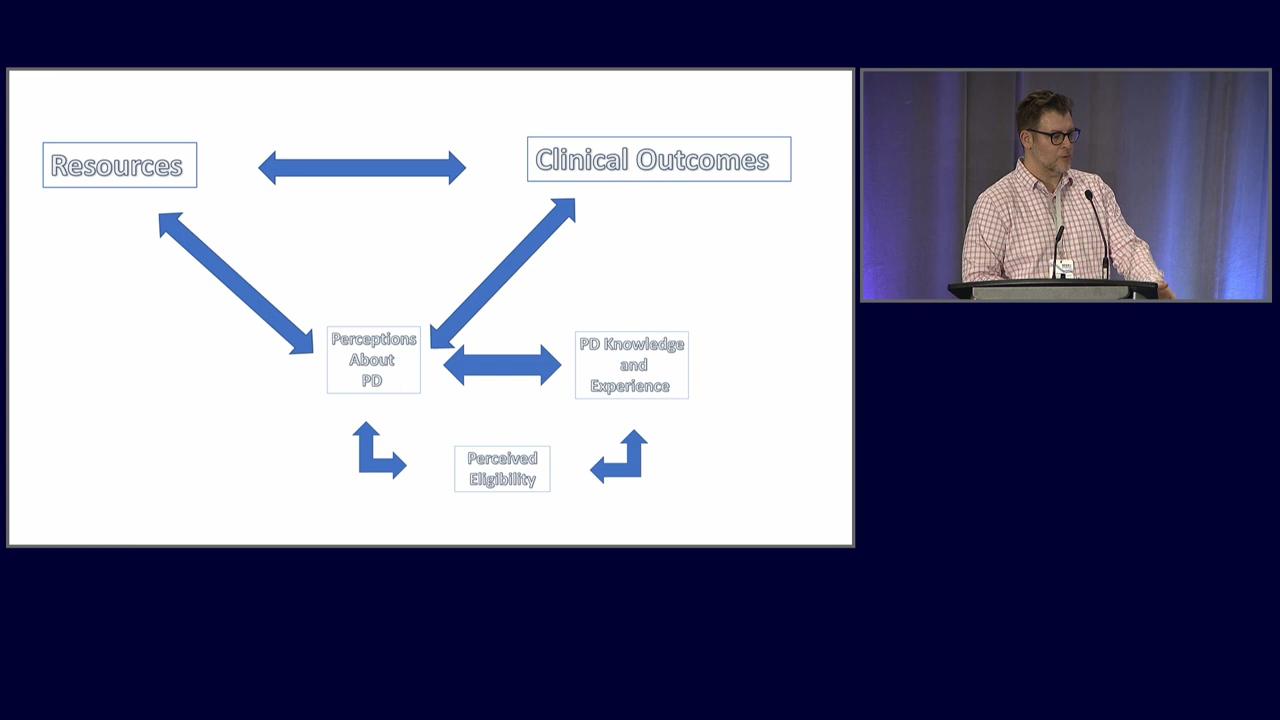 Resources
Clinical Outcomes
Perceptions
About
PD
PD Knowledge
and
Experience
Perceived
Eligibility